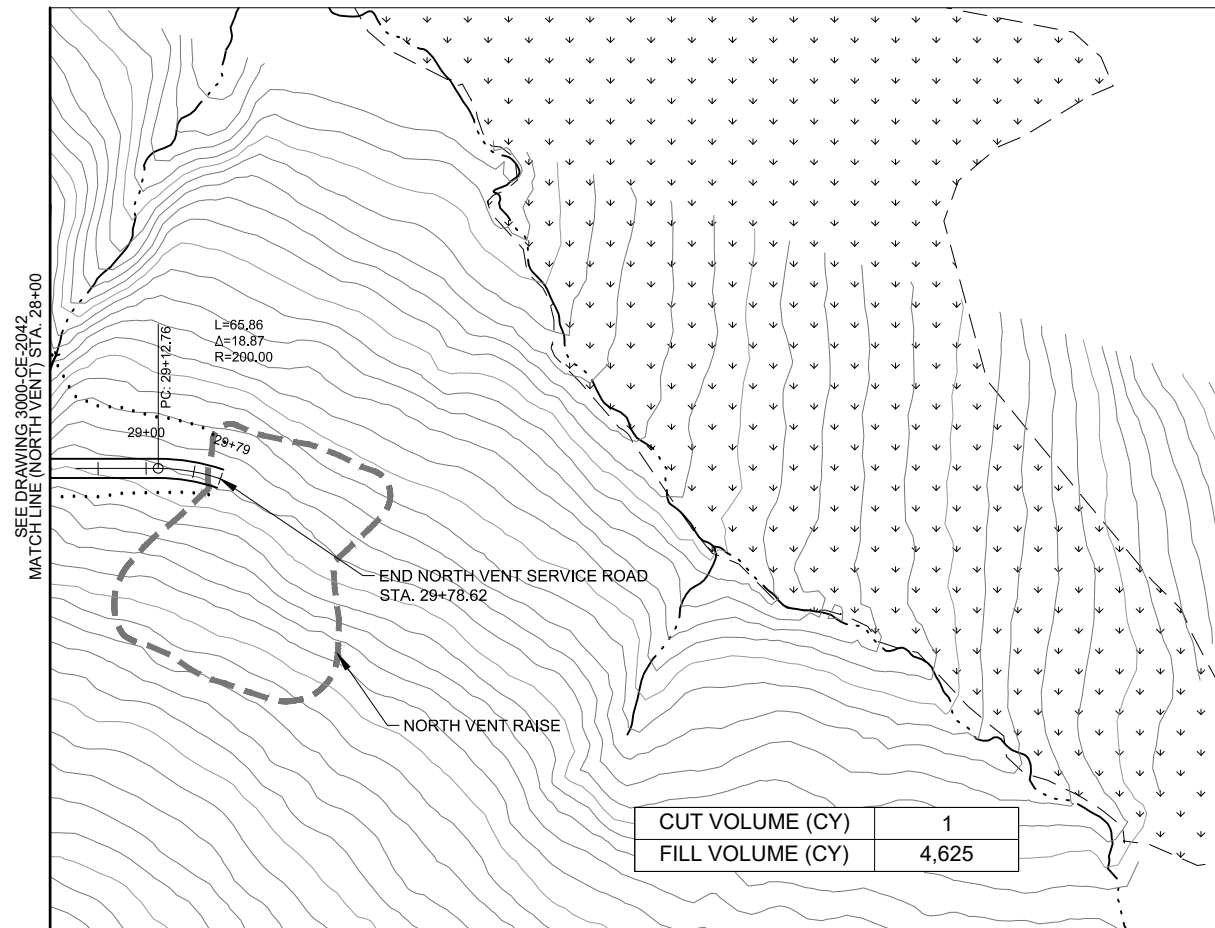 SEE DRAWING 3000-CE-2042
MATCH LINE (NORTH VENT) STA. 28+00
PC: 29+12.76
L=65.86
Δ=18.87
R=200.00
29+00
29+79
END NORTH VENT SERVICE ROAD
STA. 29+78.62
NORTH VENT RAISE
CUT VOLUME (CY) 1
FILL VOLUME (CY) 4,625